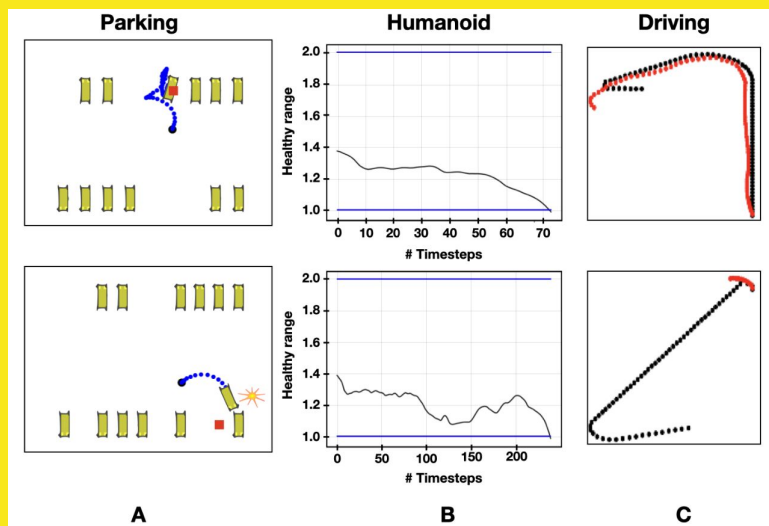 Parking Humanoid Driving
2.0
1.8
1.6
1.4
1.2
1.0
Healthy range
0 10 20 30 40 50 60 70
# Timesteps
2.0
1.8
1.6
1.4
1.2
1.0
Healthy range
0 50 100 150 200
# Timesteps
A B C